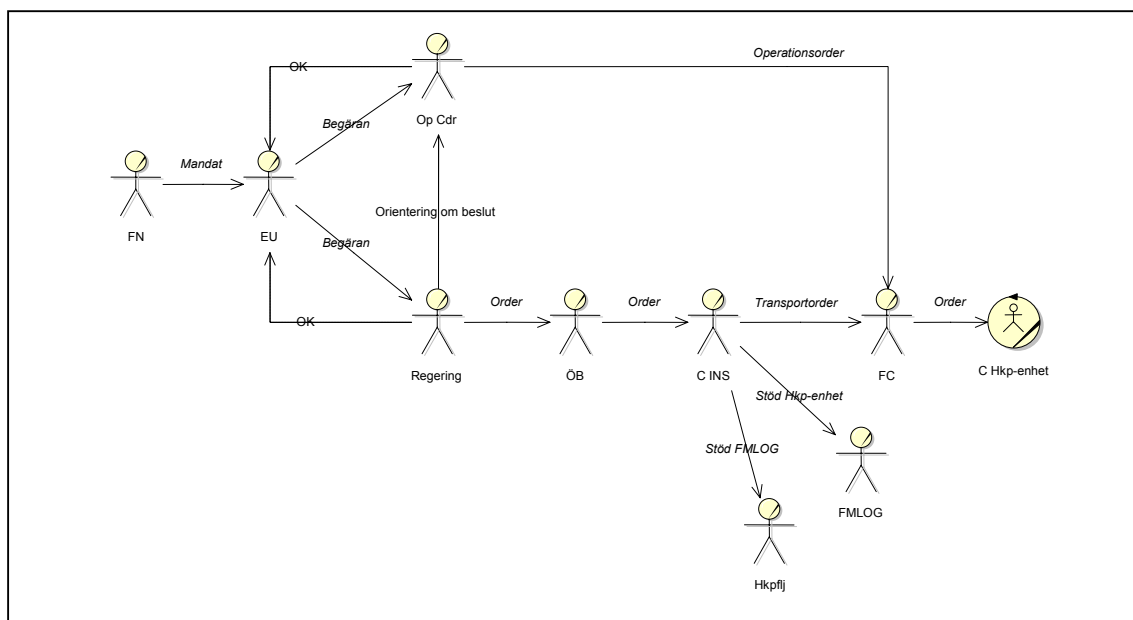 Operationsorder
OK
Op Cdr
Begäran
Mandat
FN
EU
Orientering om beslut
Begäran
OK
Order
Order
Transportorder
Order
Regering
ÖB
C INS
FC
C Hkp-enhet
Stöd Hkp-enhet
Stöd FMLOG
FMLOG
Hkpflj